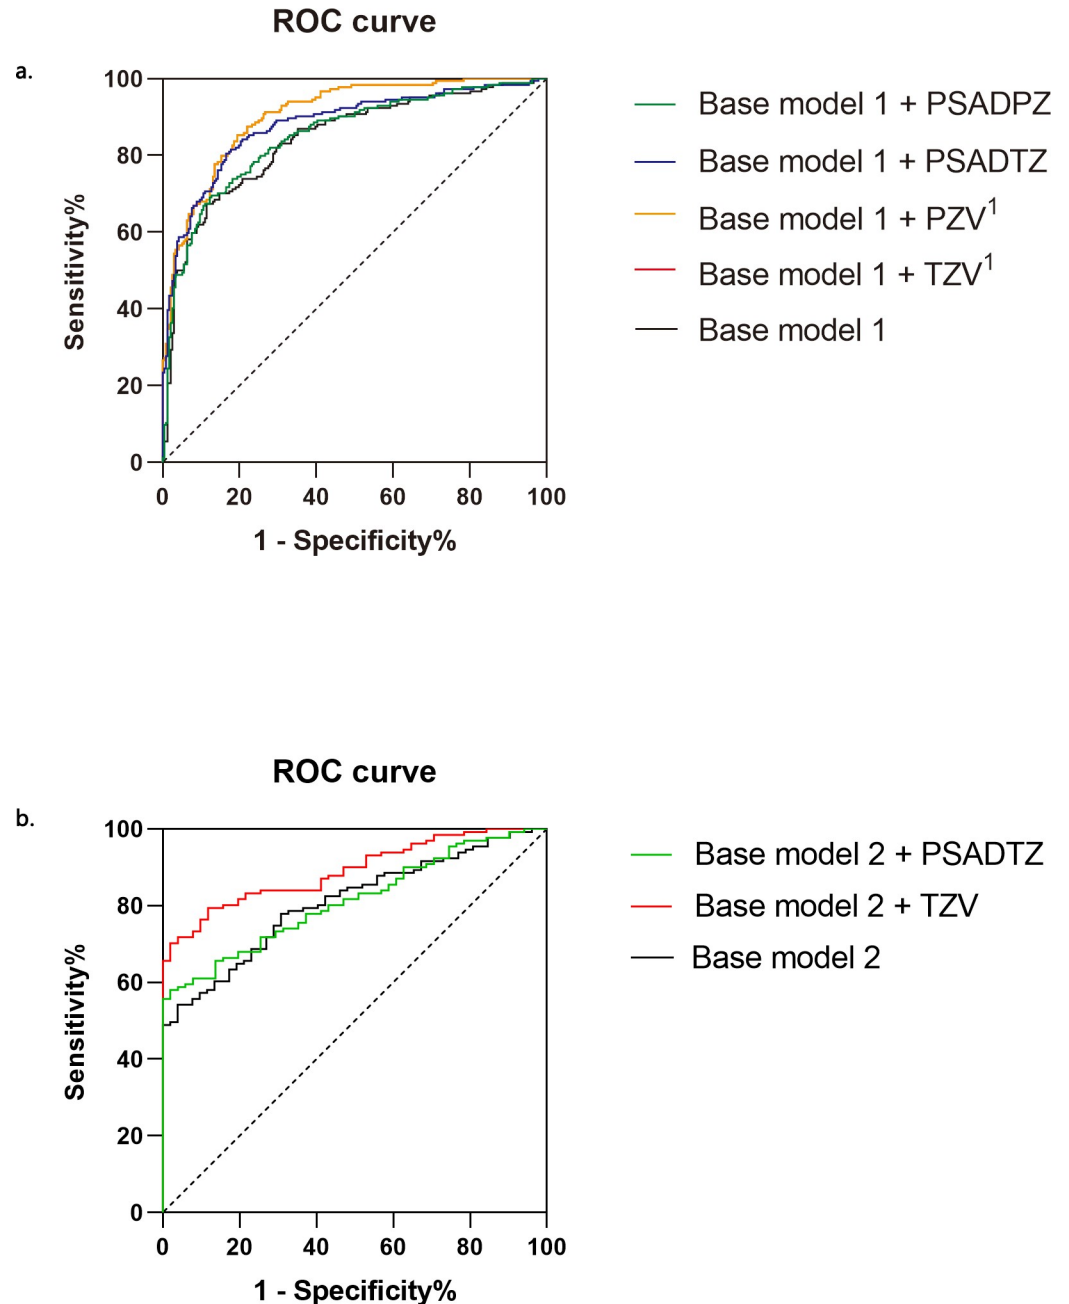 ROC curve
a.
100
80
60
40
20
0
Sensitivity%
0 20 40 60 80 100
1 - Specificity%
Base model 1 + PSADPZ
Base model 1 + PSADTZ
Base model 1 + PZV¹
Base model 1 + TZV¹
Base model 1
ROC curve
b.
100
80
60
40
20
0
Sensitivity%
0 20 40 60 80 100
1 - Specificity%
Base model 2 + PSADTZ
Base model 2 + TZV
Base model 2